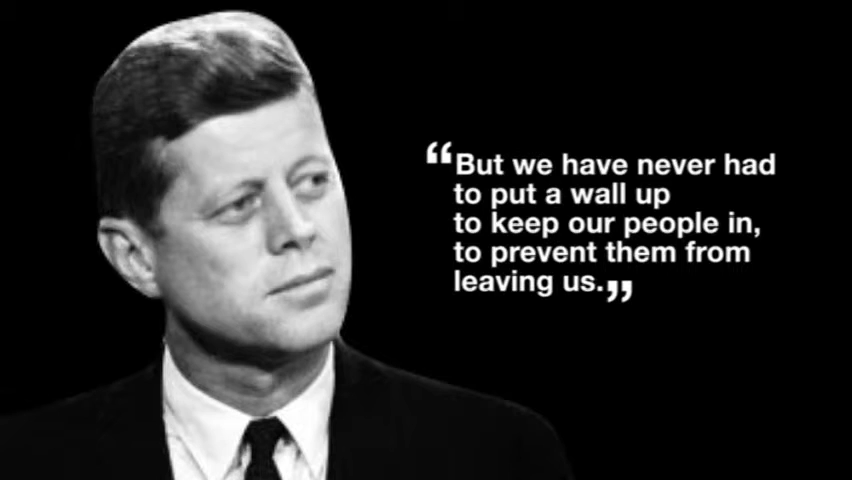 “But we have never had
to put a wall up
to keep our people in,
to prevent them from
leaving us.”